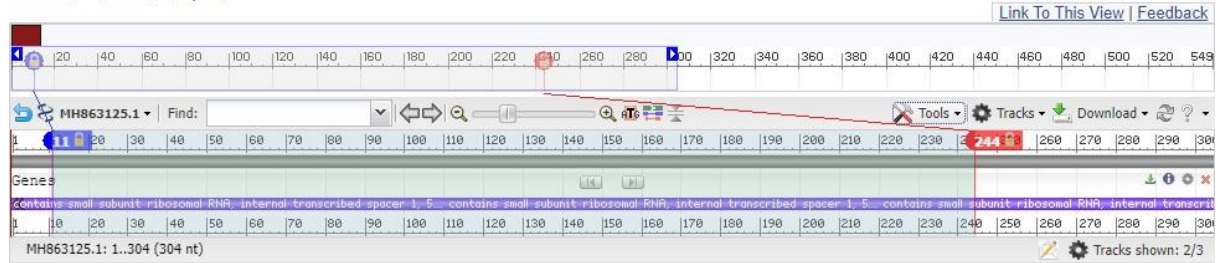 Link To This View | Feedback
20 40 60 80 100 120 140 160 180 200 220 240 260 280 300 320 340 360 380 400 420 440 460 480 500 520 549
MH863125.1 Find: ATG Tools Tracks Download ?
1 11 20 30 40 50 60 70 80 90 100 110 120 130 140 150 160 170 180 190 200 210 220 230 244 260 270 280 290 30
Genes
contains small subunit ribosomal RNA, internal transcribed spacer 1, 5... contains small subunit ribosomal RNA, internal transcribed spacer 1, 5... contains small subunit ribosomal RNA, internal transcri
1 10 20 30 40 50 60 70 80 90 100 110 120 130 140 150 160 170 180 190 200 210 220 230 240 250 260 270 280 290 30
MH863125.1: 1..304 (304 nt) Tracks shown: 2/3